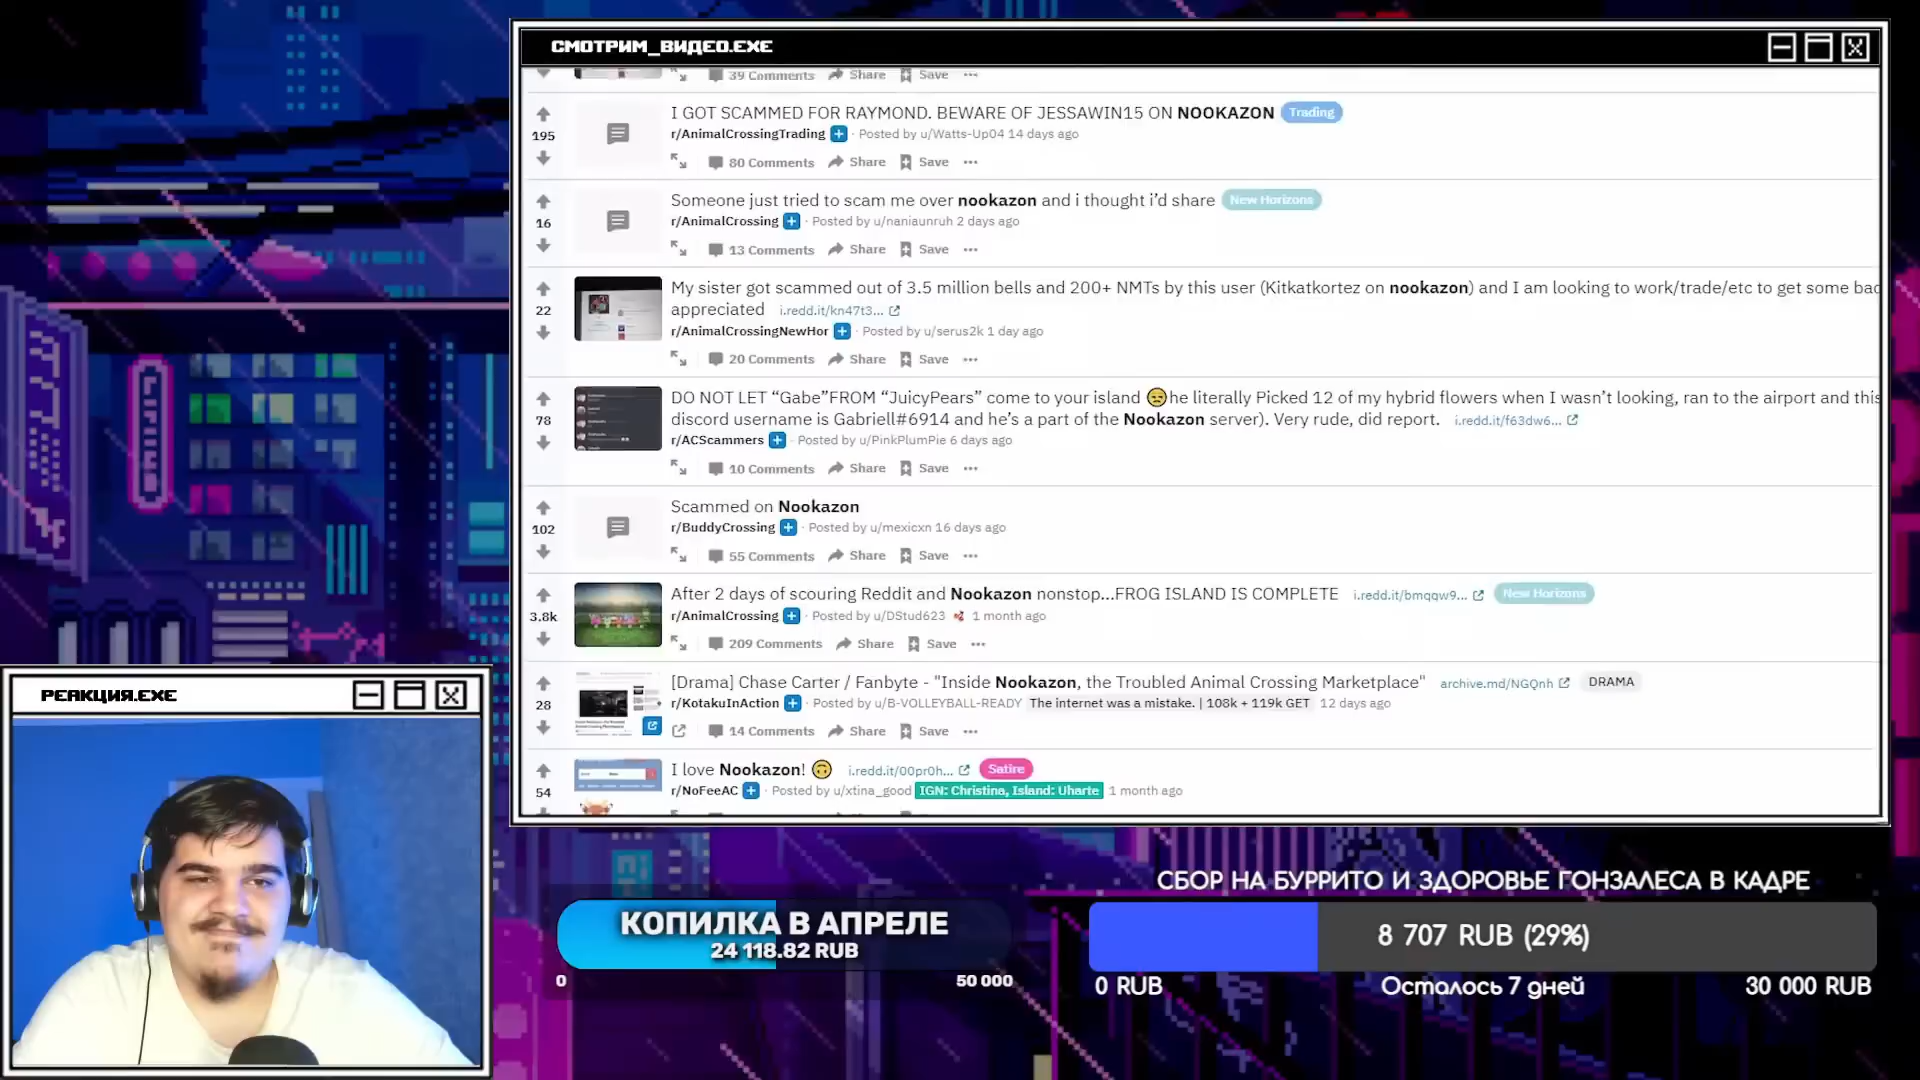 СМОТРИМ_ВИДЕО.EXE
39 Comments Share Save
I GOT SCAMMED FOR RAYMOND. BEWARE OF JESSAWIN15 ON NOOKAZON Trading
195
r/AnimalCrossingTrading · Posted by u/Watts-Up04 14 days ago
80 Comments Share Save
Someone just tried to scam me over nookazon and i thought i'd share New Horizons
16
r/AnimalCrossing · Posted by u/naniaunruh 2 days ago
13 Comments Share Save
My sister got scammed out of 3.5 million bells and 200+ NMTs by this user (Kitkatkortez on nookazon) and I am looking to work/trade/etc to get some bac
22
appreciated i.redd.it/kn47t3...
r/AnimalCrossingNewHor · Posted by u/serus2k 1 day ago
20 Comments Share Save
DO NOT LET “Gabe”FROM “JuicyPears” come to your island 😔he literally Picked 12 of my hybrid flowers when I wasn't looking, ran to the airport and this
78
discord username is Gabriell#6914 and he's a part of the Nookazon server). Very rude, did report. i.redd.it/f63dw6...
r/ACScammers · Posted by u/PinkPlumPie 6 days ago
10 Comments Share Save
Scammed on Nookazon
102
r/BuddyCrossing · Posted by u/mexicxn 16 days ago
55 Comments Share Save
After 2 days of scouring Reddit and Nookazon nonstop...FROG ISLAND IS COMPLETE i.redd.it/bmqqw9... New Horizons
3.8k
r/AnimalCrossing · Posted by u/DStud623 1 month ago
209 Comments Share Save
[Drama] Chase Carter / Fanbyte - "Inside Nookazon, the Troubled Animal Crossing Marketplace" archive.md/NGQnh DRAMA
28
r/KotakuInAction · Posted by u/B-VOLLEYBALL-READY The internet was a mistake. | 108k + 119k GET 12 days ago
14 Comments Share Save
I love Nookazon! 🙃 i.redd.it/00pr0h... Satire
54
r/NoFeeAC · Posted by u/xtina_good IGN: Christina, Island: Uharte 1 month ago
РЕАКЦИЯ.EXE
КОПИЛКА В АПРЕЛЕ
24 118.82 RUB
0 50 000
СБОР НА БУРРИТО И ЗДОРОВЬЕ ГОНЗАЛЕСА В КАДРЕ
8 707 RUB (29%)
0 RUB Осталось 7 дней 30 000 RUB